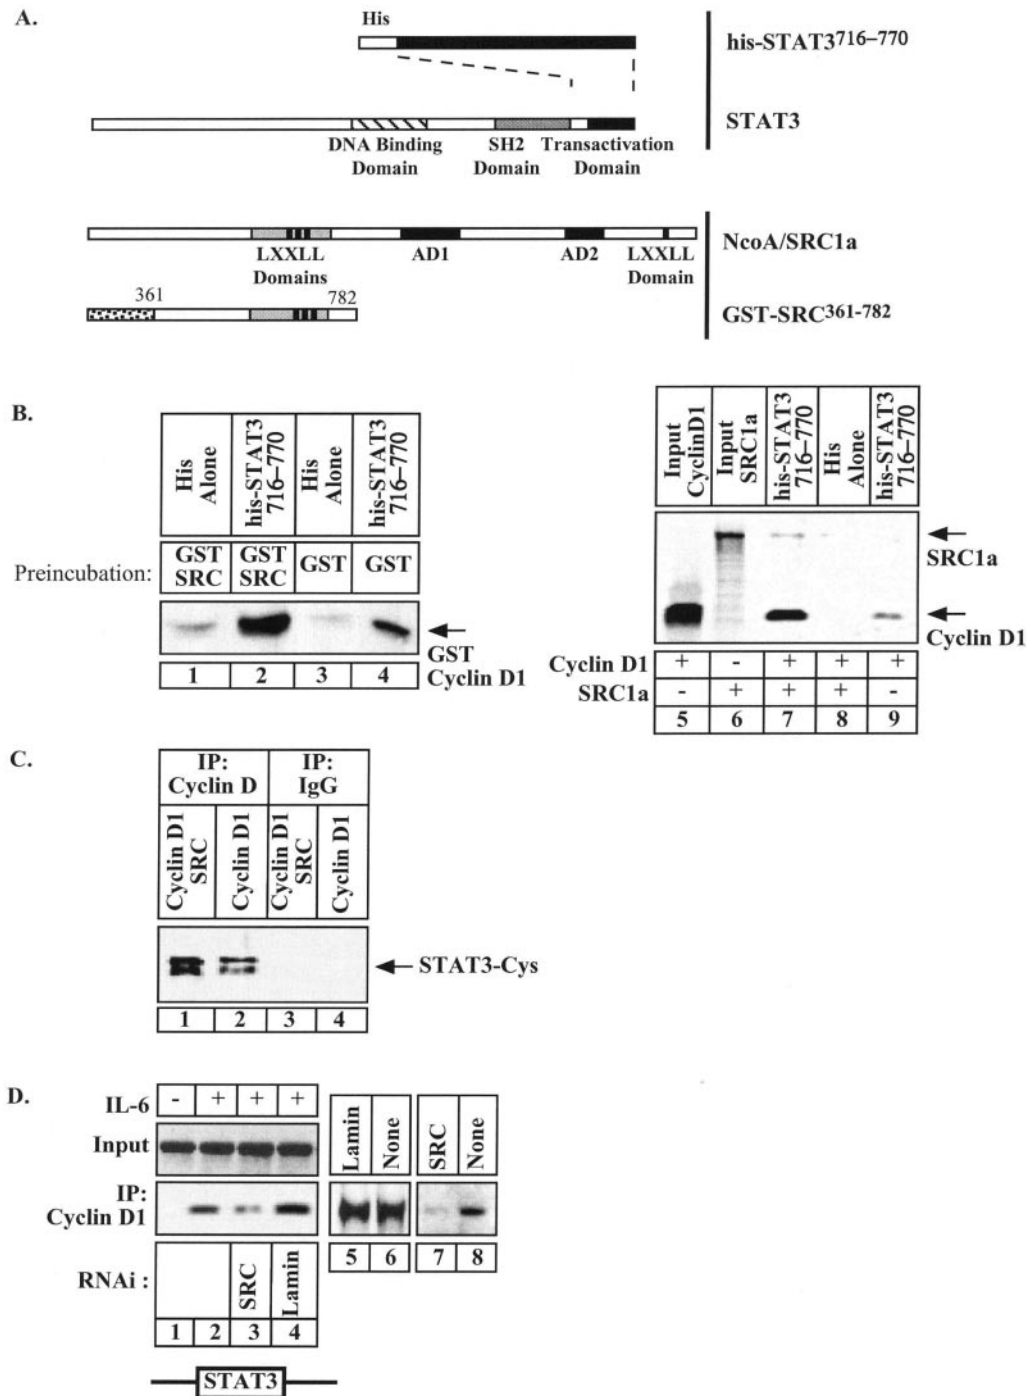 A.
His
his-STAT3716–770
STAT3
DNA Binding Domain
SH2 Domain
Transactivation Domain
NcoA/SRC1a
LXXLL Domains
AD1
AD2
LXXLL Domain
361
782
GST-SRC361-782
B.
His Alone
his-STAT3 716–770
His Alone
his-STAT3 716–770
Preincubation:
GST SRC
GST SRC
GST
GST
GST Cyclin D1
1 2 3 4
Input CyclinD1
Input SRC1a
his-STAT3 716–770
His Alone
his-STAT3 716–770
SRC1a
Cyclin D1
Cyclin D1 + - + + +
SRC1a - + + + -
5 6 7 8 9
C.
IP: Cyclin D
IP: IgG
Cyclin D1 SRC
Cyclin D1
Cyclin D1 SRC
Cyclin D1
STAT3-Cys
1 2 3 4
D.
IL-6 - + + +
Input
IP: Cyclin D1
RNAi :
SRC
Lamin
1 2 3 4
Lamin
None
SRC
None
5 6 7 8
STAT3